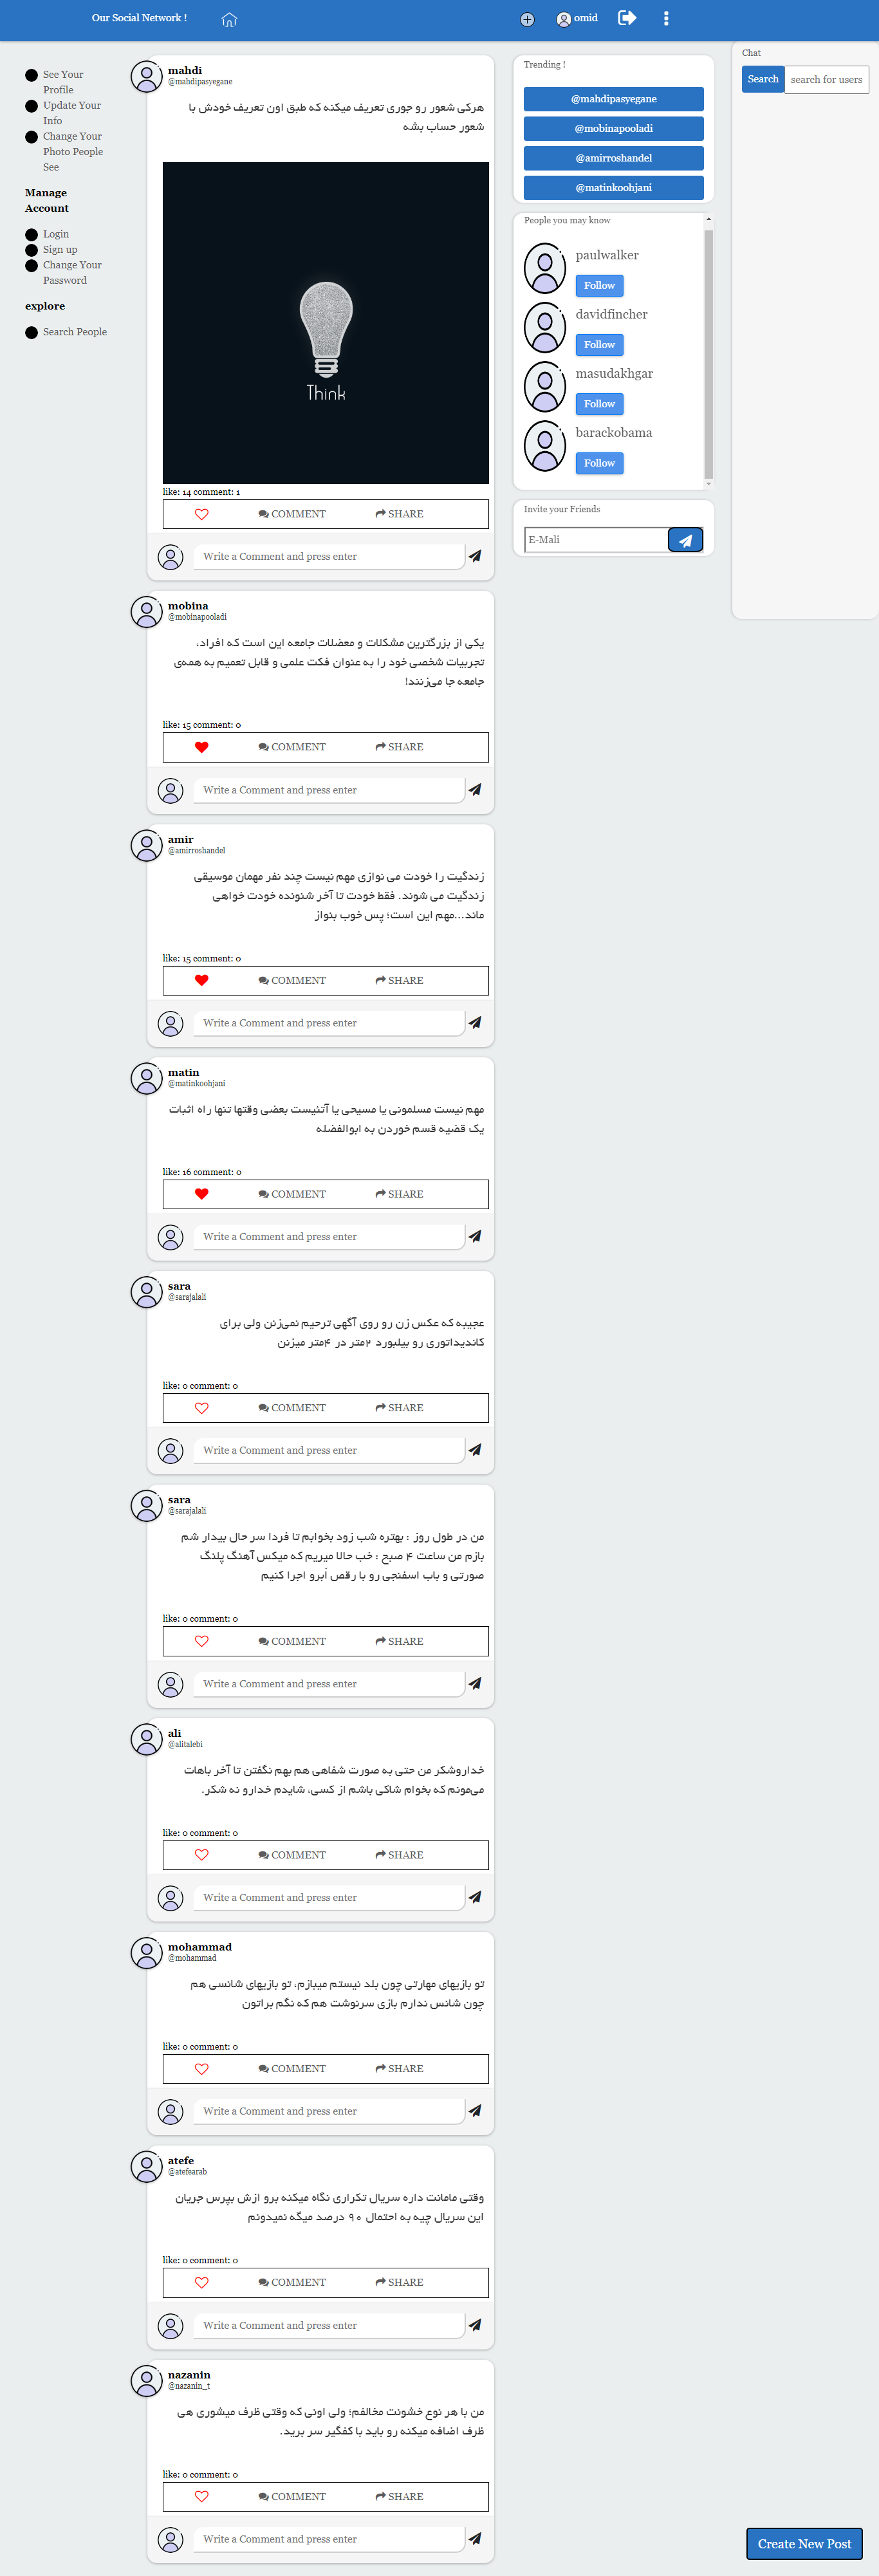 Our Social Network !
omid
See Your
Profile
Update Your
Info
Change Your
Photo People
See
Manage
Account
Login
Sign up
Change Your
Password
explore
Search People
mahdi
@mahdipasyegane
هرکی شعور رو جوری تعریف میکنه که طبق اون تعریف خودش با
شعور حساب بشه
Think
like: 14 comment: 1
COMMENT
SHARE
Write a Comment and press enter
mobina
@mobinapooladi
یکی از بزرگترین مشکلات و معضلات جامعه این است که افراد،
تجربیات شخصی خود را به عنوان فکت علمی و قابل تعمیم به همه‌ی
جامعه جا می‌زنند!
like: 15 comment: 0
COMMENT
SHARE
Write a Comment and press enter
amir
@amirroshandel
زندگیت را خودت می نوازی مهم نیست چند نفر مهمان موسیقی
زندگیت می شوند. فقط خودت تا آخر شنونده خودت خواهی
ماند...مهم این است؛ پس خوب بنواز
like: 15 comment: 0
COMMENT
SHARE
Write a Comment and press enter
matin
@matinkoohjani
مهم نیست مسلمونی یا مسیحی یا آتئیست بعضی وقتها تنها راه اثبات
یک قضیه قسم خوردن به ابوالفضله
like: 16 comment: 0
COMMENT
SHARE
Write a Comment and press enter
sara
@sarajalali
عجیبه که عکس زن رو روی آگهی ترحیم نمی‌زنن ولی برای
کاندیداتوری رو بیلبورد ۲متر در ۴متر میزنن
like: 0 comment: 0
COMMENT
SHARE
Write a Comment and press enter
sara
@sarajalali
من در طول روز : بهتره شب زود بخوابم تا فردا سر حال بیدار شم
بازم من ساعت ۴ صبح : خب حالا میریم که میکس آهنگ پلنگ
صورتی و باب اسفنجی رو با رقص اَبرو اجرا کنیم
like: 0 comment: 0
COMMENT
SHARE
Write a Comment and press enter
ali
@alitalebi
خداروشکر من حتی به صورت شفاهی هم بهم نگفتن تا آخر باهات
می‌مونم که بخوام شاکی باشم از کسی، شایدم خدارو نه شکر.
like: 0 comment: 0
COMMENT
SHARE
Write a Comment and press enter
mohammad
@mohammad
تو بازیهای مهارتی چون بلد نیستم میبازم، تو بازیهای شانسی هم
چون شانس ندارم بازی سرنوشت هم که نگم براتون
like: 0 comment: 0
COMMENT
SHARE
Write a Comment and press enter
atefe
@atefearab
وقتی مامانت داره سریال تکراری نگاه میکنه برو ازش بپرس جریان
این سریال چیه به احتمال ۹۰ درصد میگه نمیدونم
like: 0 comment: 0
COMMENT
SHARE
Write a Comment and press enter
nazanin
@nazanin_t
من با هر نوع خشونت مخالفم؛ ولی اونی که وقتی ظرف میشوری هی
ظرف اضافه میکنه رو باید با کفگیر سر برید.
like: 0 comment: 0
COMMENT
SHARE
Write a Comment and press enter
Trending !
@mahdipasyegane
@mobinapooladi
@amirroshandel
@matinkoohjani
People you may know
paulwalker
Follow
davidfincher
Follow
masudakhgar
Follow
barackobama
Follow
Invite your Friends
E-Mali
Chat
Search
search for users
Create New Post